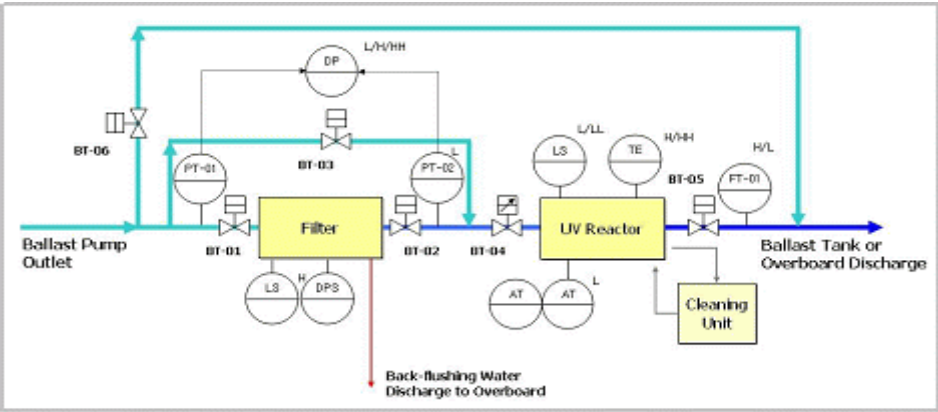 L/H/HH
DP
BT-06
BT-03
L/LL
LS
TE
H/HH
PT-01
PT-02
L
BT-05
H/L
FT-01
Ballast Pump
Outlet
BT-01
Filter
BT-02
BT-04
UV Reactor
Ballast Tank or
Overboard Discharge
LS
H
DPS
AT
AT
L
Cleaning
Unit
Back-flushing Water
Discharge to Overboard